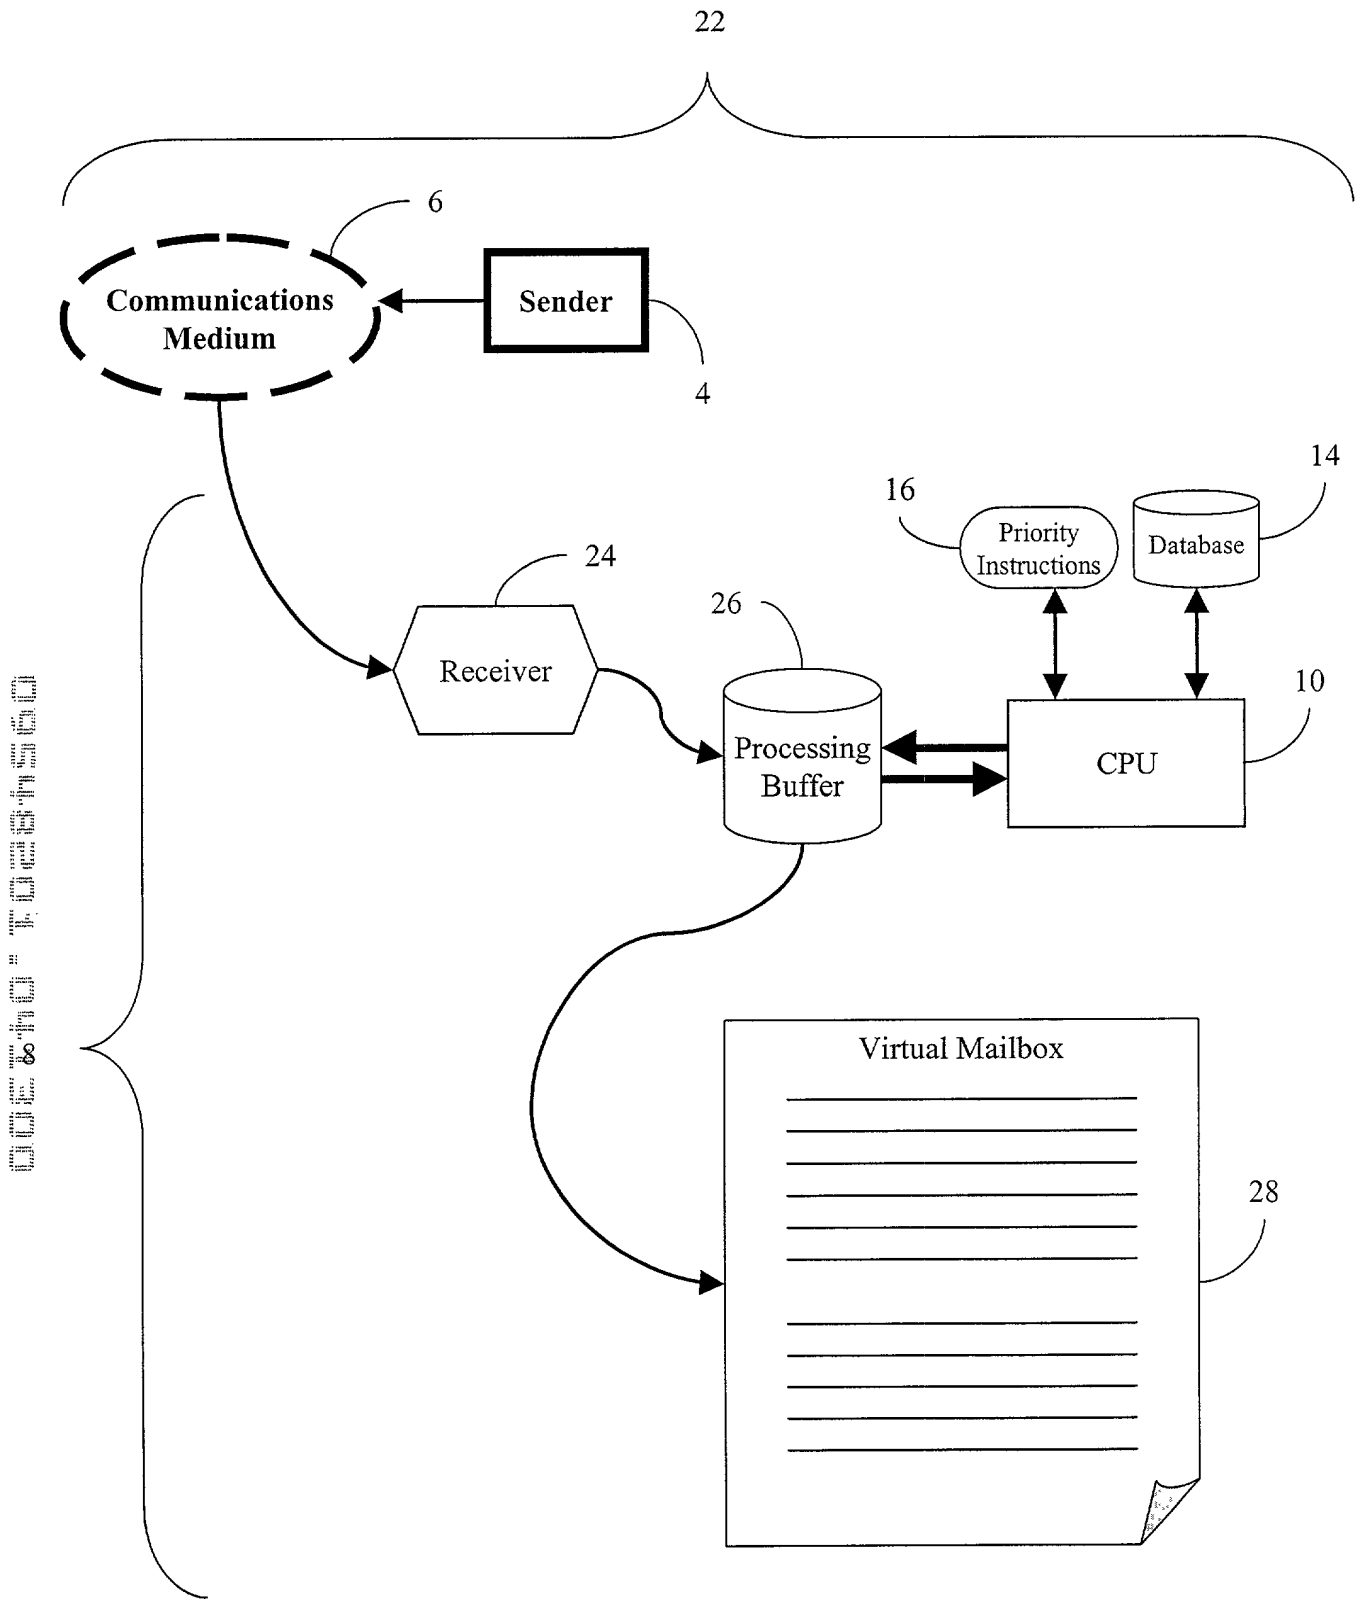 22
6
Communications
Medium
Sender
4
14
16
Priority
Instructions
Database
24
26
Receiver
10
Processing
Buffer
CPU
8
Virtual Mailbox
28